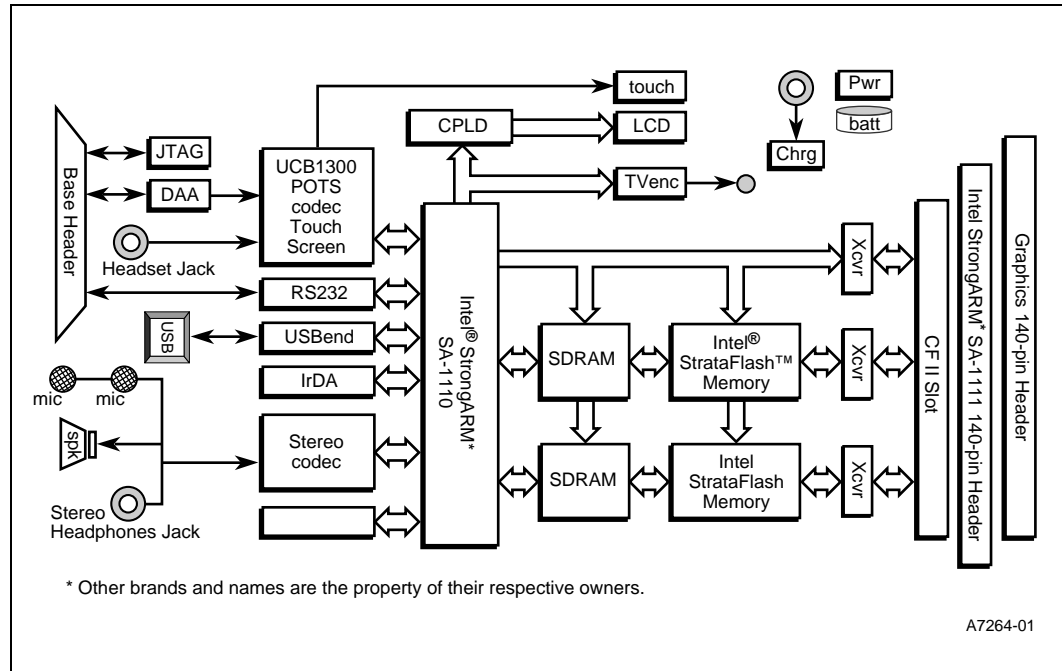 touch
Pwr
CPLD
LCD
batt
Chrg
JTAG
UCB1300
POTS
codec
Touch
Screen
TVenc
DAA
Base Header
Headset Jack
RS232
USB
USBend
IrDA
mic
mic
spk
Stereo
codec
Stereo
Headphones Jack
Intel® StrongARM*
SA-1110
SDRAM
Intel®
StrataFlash™
Memory
SDRAM
Intel
StrataFlash
Memory
Xcvr
Xcvr
Xcvr
CF II Slot
Intel StrongARM* SA-1111 140-pin Header
Graphics 140-pin Header
* Other brands and names are the property of their respective owners.
A7264-01